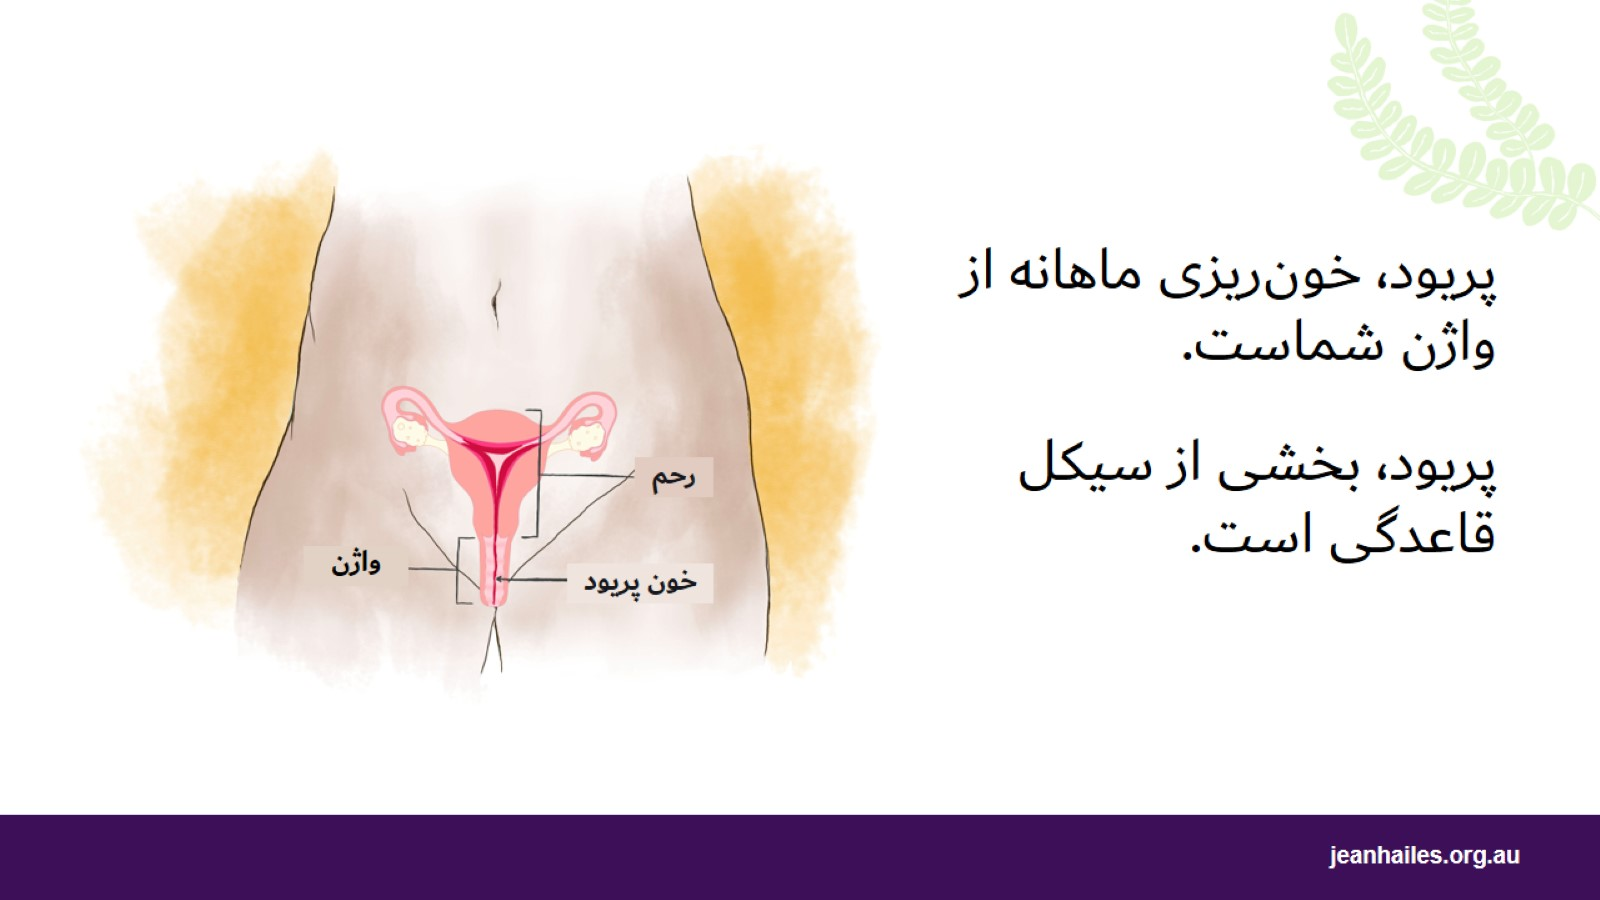 پریود، خون‌ریزی ماهانه از
واژن شماست.
پریود، بخشی از سیکل
قاعدگی است.
رحم
واژن
خون پریود
jeanhailes.org.au